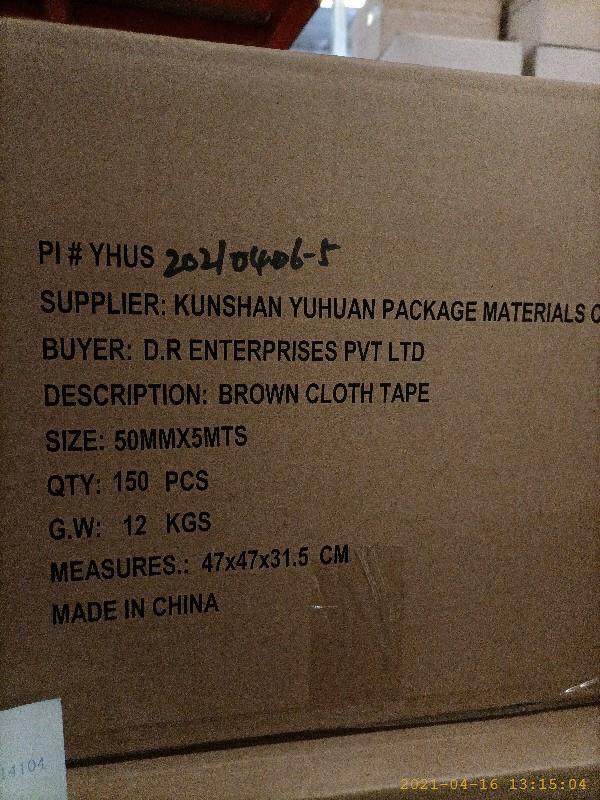 PI # YHUS 20210406-5
SUPPLIER: KUNSHAN YUHUAN PACKAGE MATERIALS C
BUYER: D.R ENTERPRISES PVT LTD
DESCRIPTION: BROWN CLOTH TAPE
SIZE: 50MMX5MTS
QTY: 150 PCS
G.W: 12 KGS
MEASURES.: 47x47x31.5 CM
MADE IN CHINA
14104
2021-04-16 13:15:04